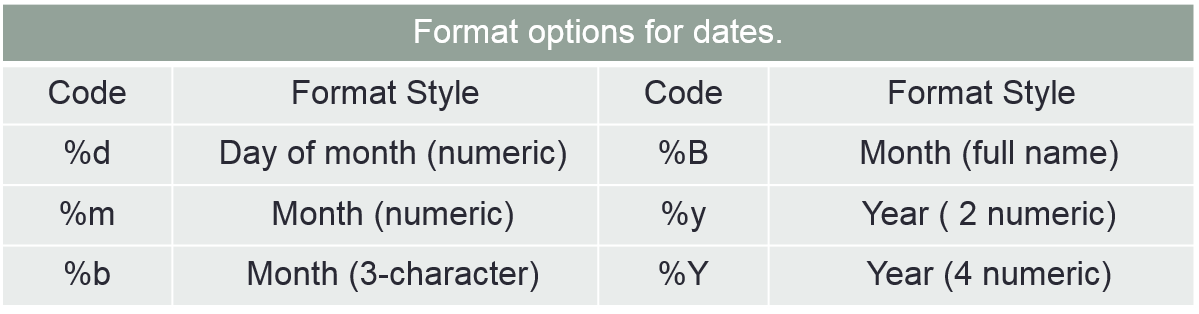 Format options for dates.
Code Format Style Code Format Style
%d Day of month (numeric) %B Month (full name)
%m Month (numeric) %y Year ( 2 numeric)
%b Month (3-character) %Y Year (4 numeric)